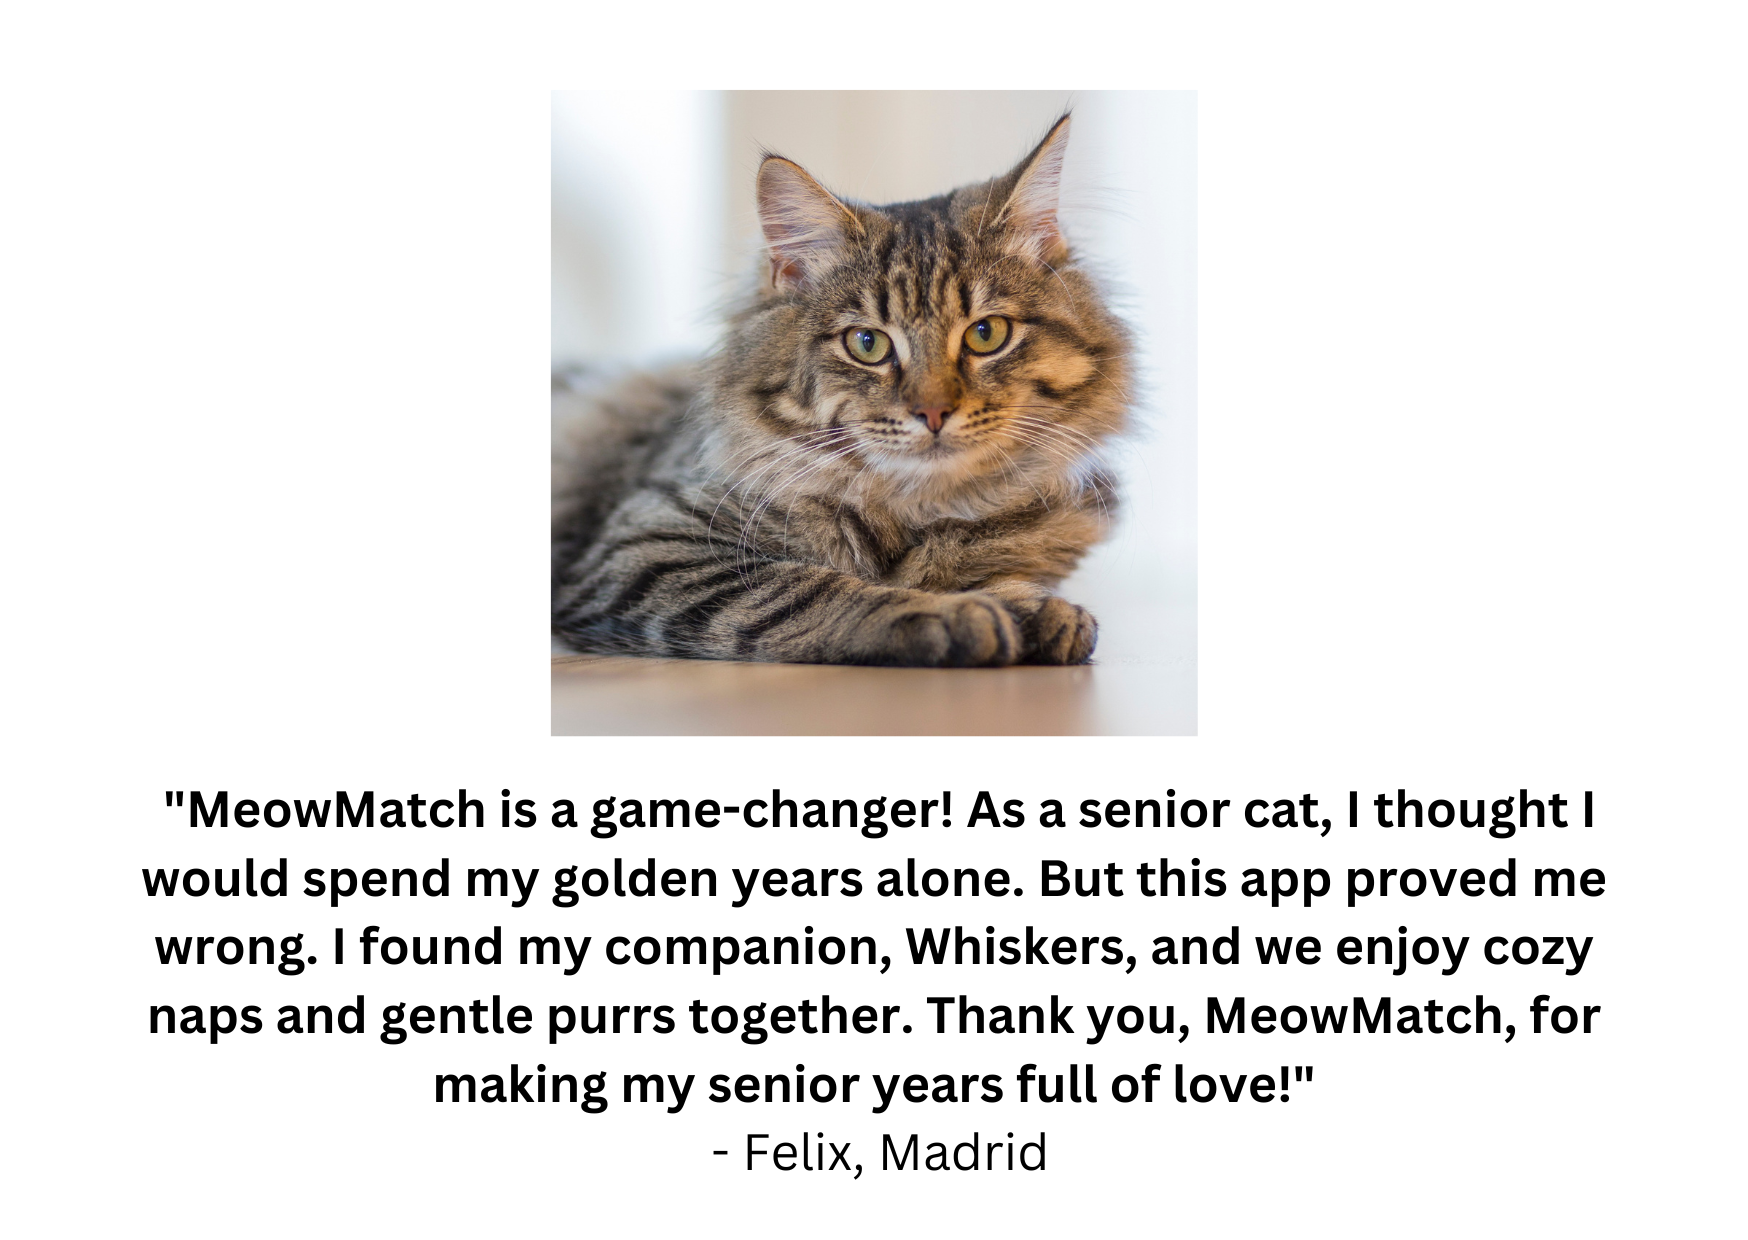 "MeowMatch is a game-changer! As a senior cat, I thought I
would spend my golden years alone. But this app proved me
wrong. I found my companion, Whiskers, and we enjoy cozy
naps and gentle purrs together. Thank you, MeowMatch, for
making my senior years full of love!"
- Felix, Madrid